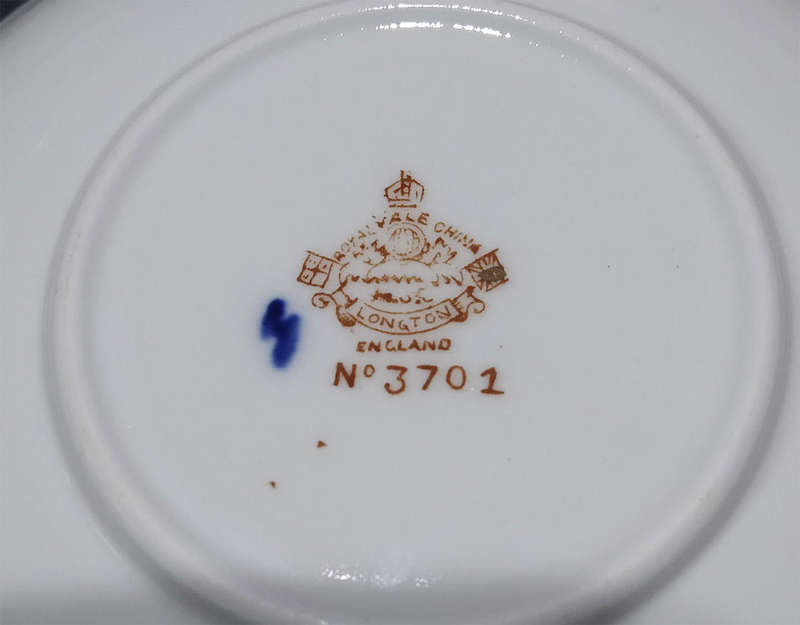 ROYAL VALE CHINA
LONGTON
ENGLAND
Nº 3701